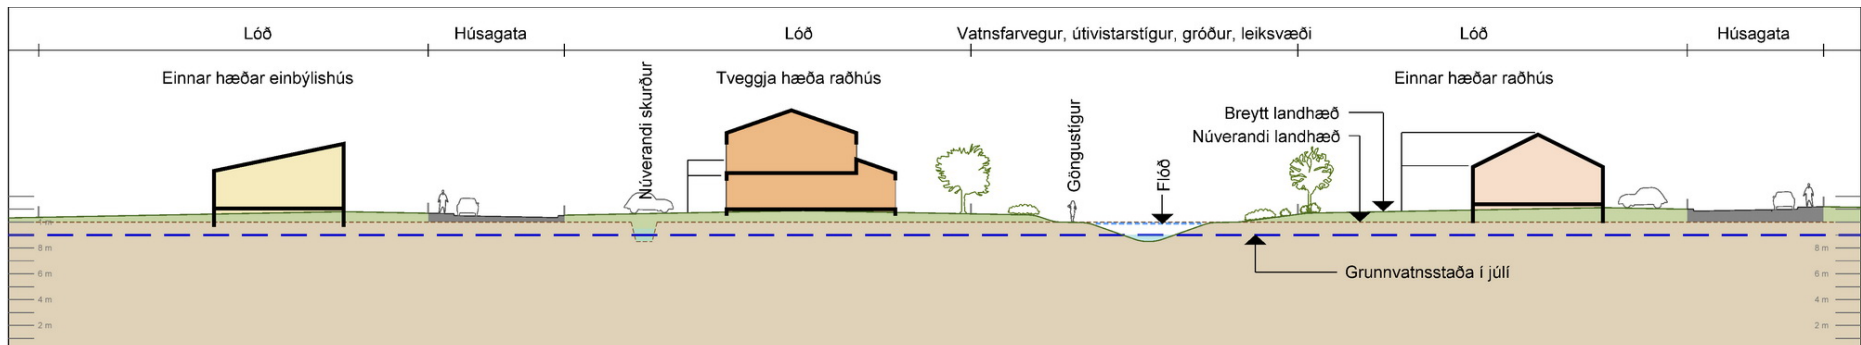 Lóð
Húsagata
Lóð
Vatnsfarvegur, útivistarstígur, gróður, leiksvæði
Lóð
Húsagata
Einnar hæðar einbýlishús
Núverandi skurður
Tveggja hæða raðhús
Einnar hæðar raðhús
Göngustígur
Flóð
Breytt landhæð
Núverandi landhæð
8 m
6 m
4 m
2 m
Grunnvatnsstaða í júlí
8 m
6 m
4 m
2 m